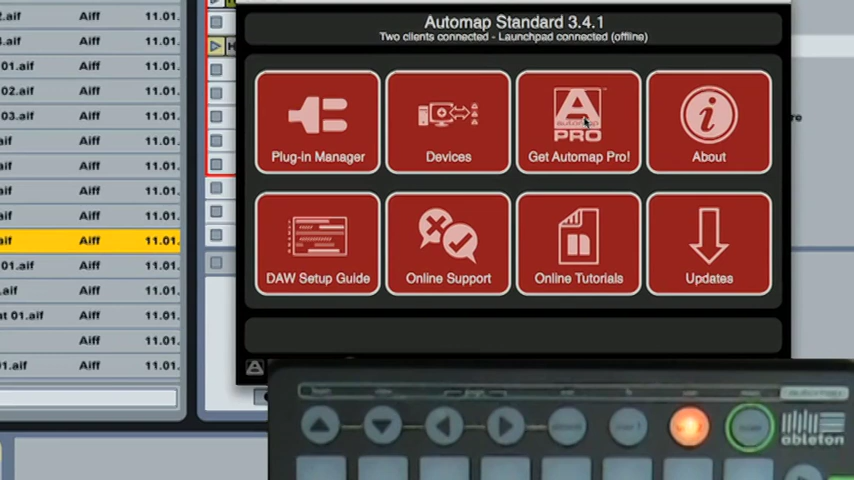 Automap Standard 3.4.1
Two clients connected - Launchpad connected (offline)
Plug-in Manager
Devices
automap
PRO
Get Automap Pro!
About
DAW Setup Guide
Online Support
Online Tutorials
Updates
.aif Aiff 11.01.
.aif Aiff 11.01.
01.aif Aiff 11.01.
02.aif Aiff 11.01.
03.aif Aiff 11.01.
aif Aiff 11.01.
aif Aiff 11.01.
aif Aiff 11.01.
.aif Aiff 11.01.
aif Aiff 11.01.
01.aif Aiff 11.01.
.aif Aiff 11.01.
at 01.aif Aiff 11.01.
.aif Aiff 11.01.
01.aif Aiff 11.01.
H
re
automap
ableton